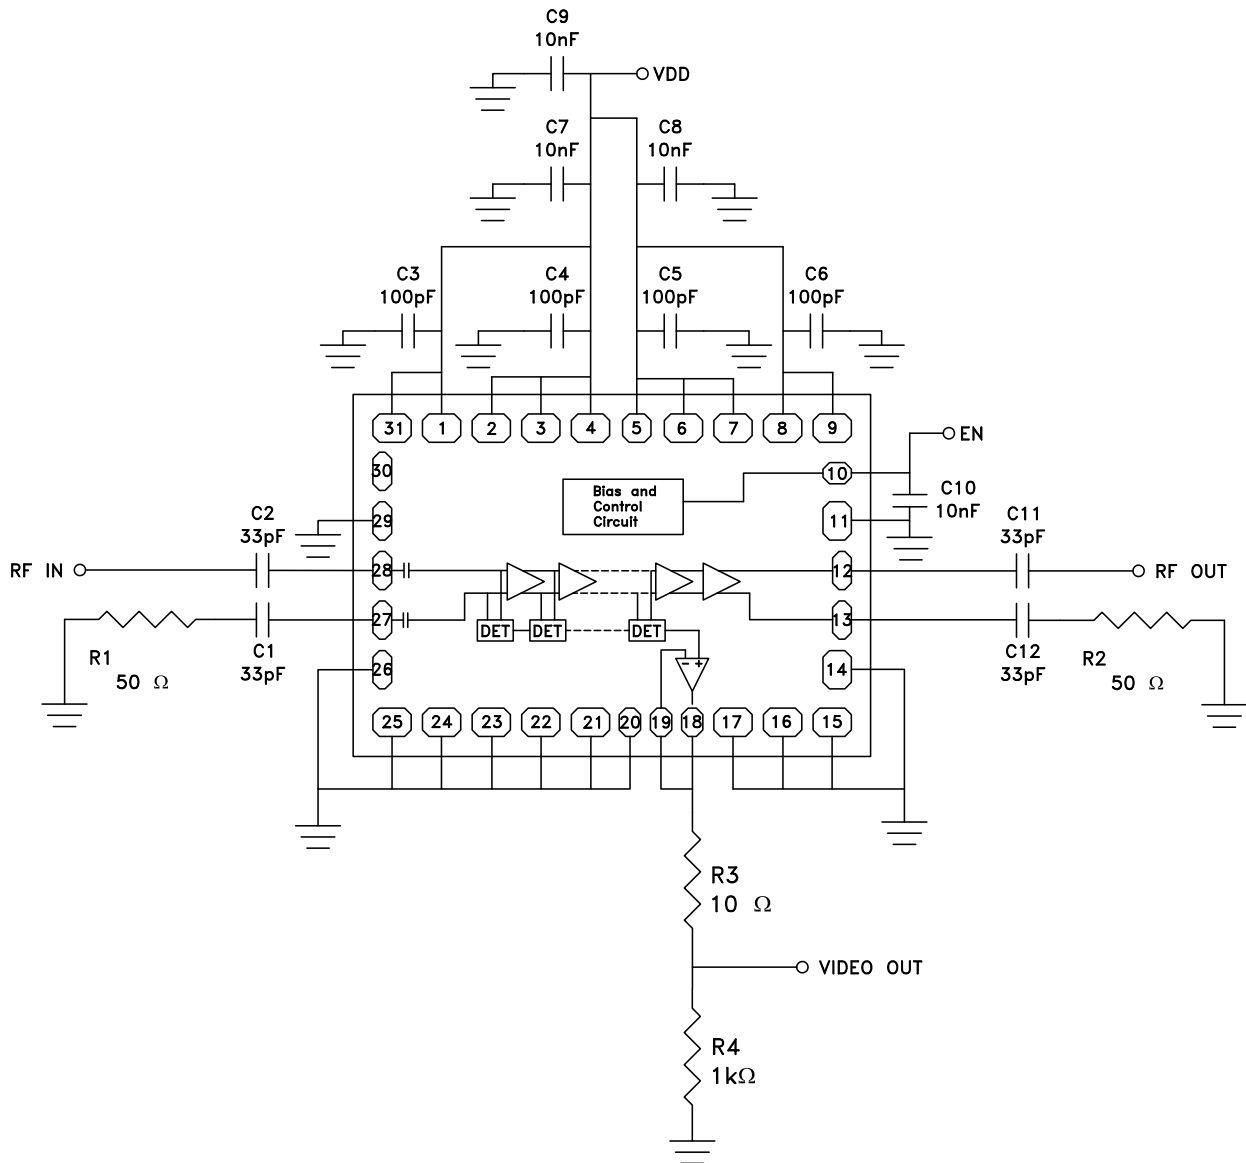 C9
10nF
VDD
C7
10nF
C8
10nF
C3
100pF
C4
100pF
C5
100pF
C6
100pF
31 1 2 3 4 5 6 7 8 9
30
10
EN
Bias and
Control
Circuit
C10
10nF
29
11
C2
33pF
C11
33pF
RF IN
28
12
RF OUT
27
13
DET DET DET
R1
50 Ω
C1
33pF
26
- +
14
C12
33pF
R2
50 Ω
25 24 23 22 21 20 19 18 17 16 15
R3
10 Ω
VIDEO OUT
R4
1kΩ